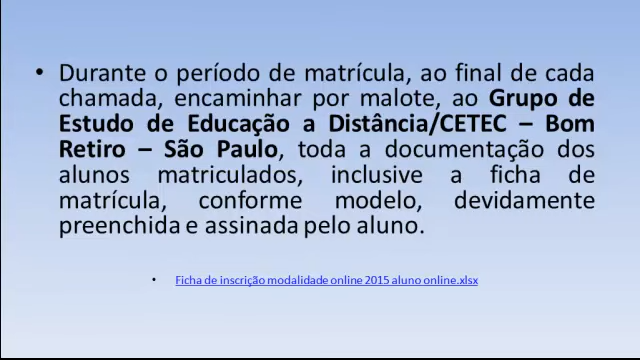 • Durante o período de matrícula, ao final de cada
chamada, encaminhar por malote, ao Grupo de
Estudo de Educação a Distância/CETEC – Bom
Retiro – São Paulo, toda a documentação dos
alunos matriculados, inclusive a ficha de
matrícula, conforme modelo, devidamente
preenchida e assinada pelo aluno.
• Ficha de inscrição modalidade online 2015 aluno online.xlsx